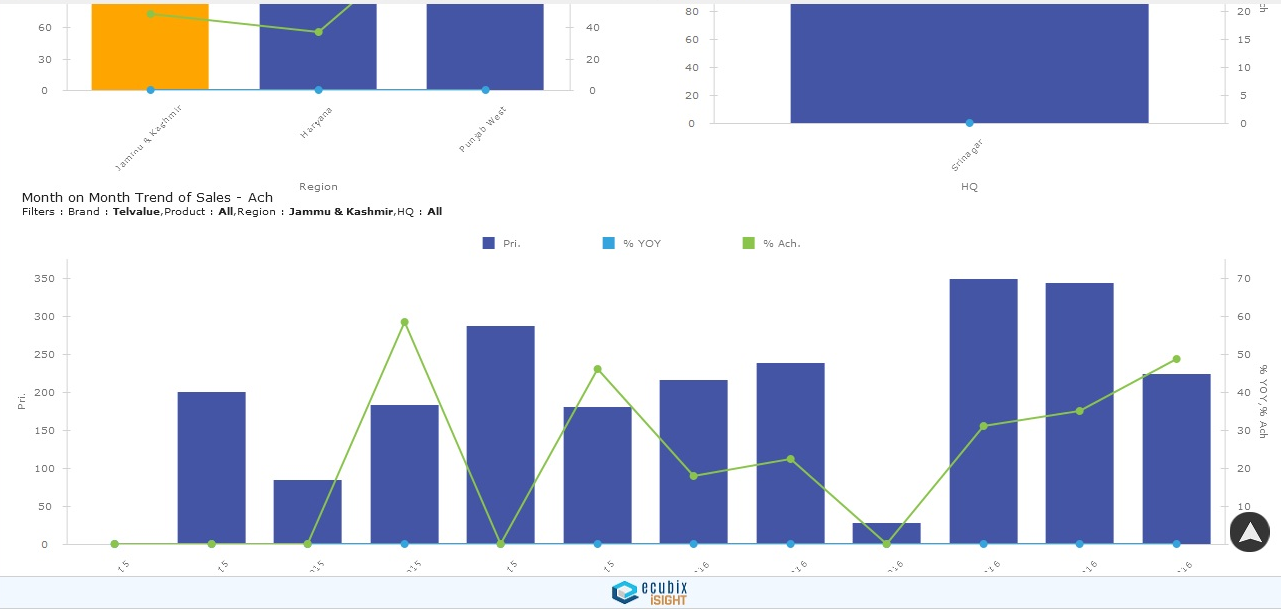 60
30
0
40
20
0
Jammu & Kashmir
Haryana
Punjab West
Region
80
60
40
20
0
20
15
10
5
0
Srinagar
HQ
Month on Month Trend of Sales - Ach
Filters : Brand : Telvalue,Product : All,Region : Jammu & Kashmir,HQ : All
Pri. % YOY % Ach.
350
300
250
200
150
100
50
0
Pri.
70
60
50
40
30
20
10
% YOY,% Ach
ecubix
iSIGHT